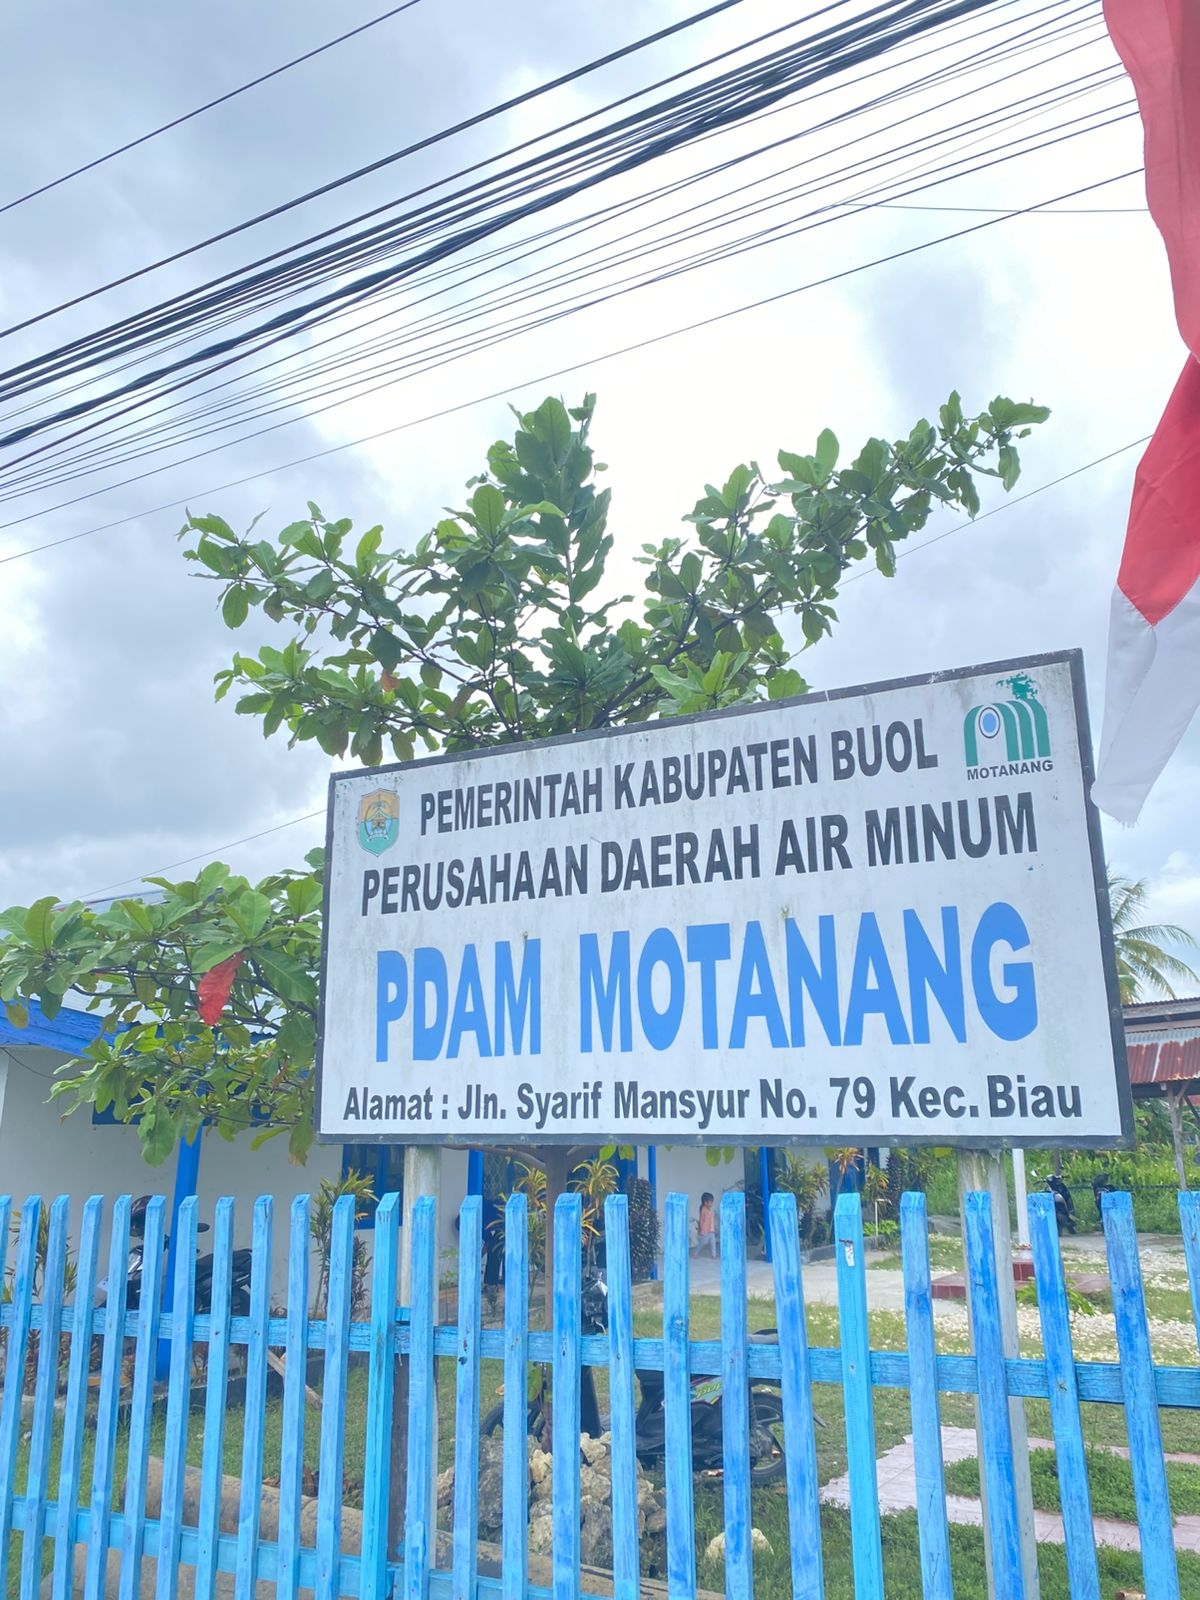 PEMERINTAH KABUPATEN BUOL
MOTANANG
PERUSAHAAN DAERAH AIR MINUM
PDAM MOTANANG
Alamat : Jln. Syarif Mansyur No. 79 Kec. Biau